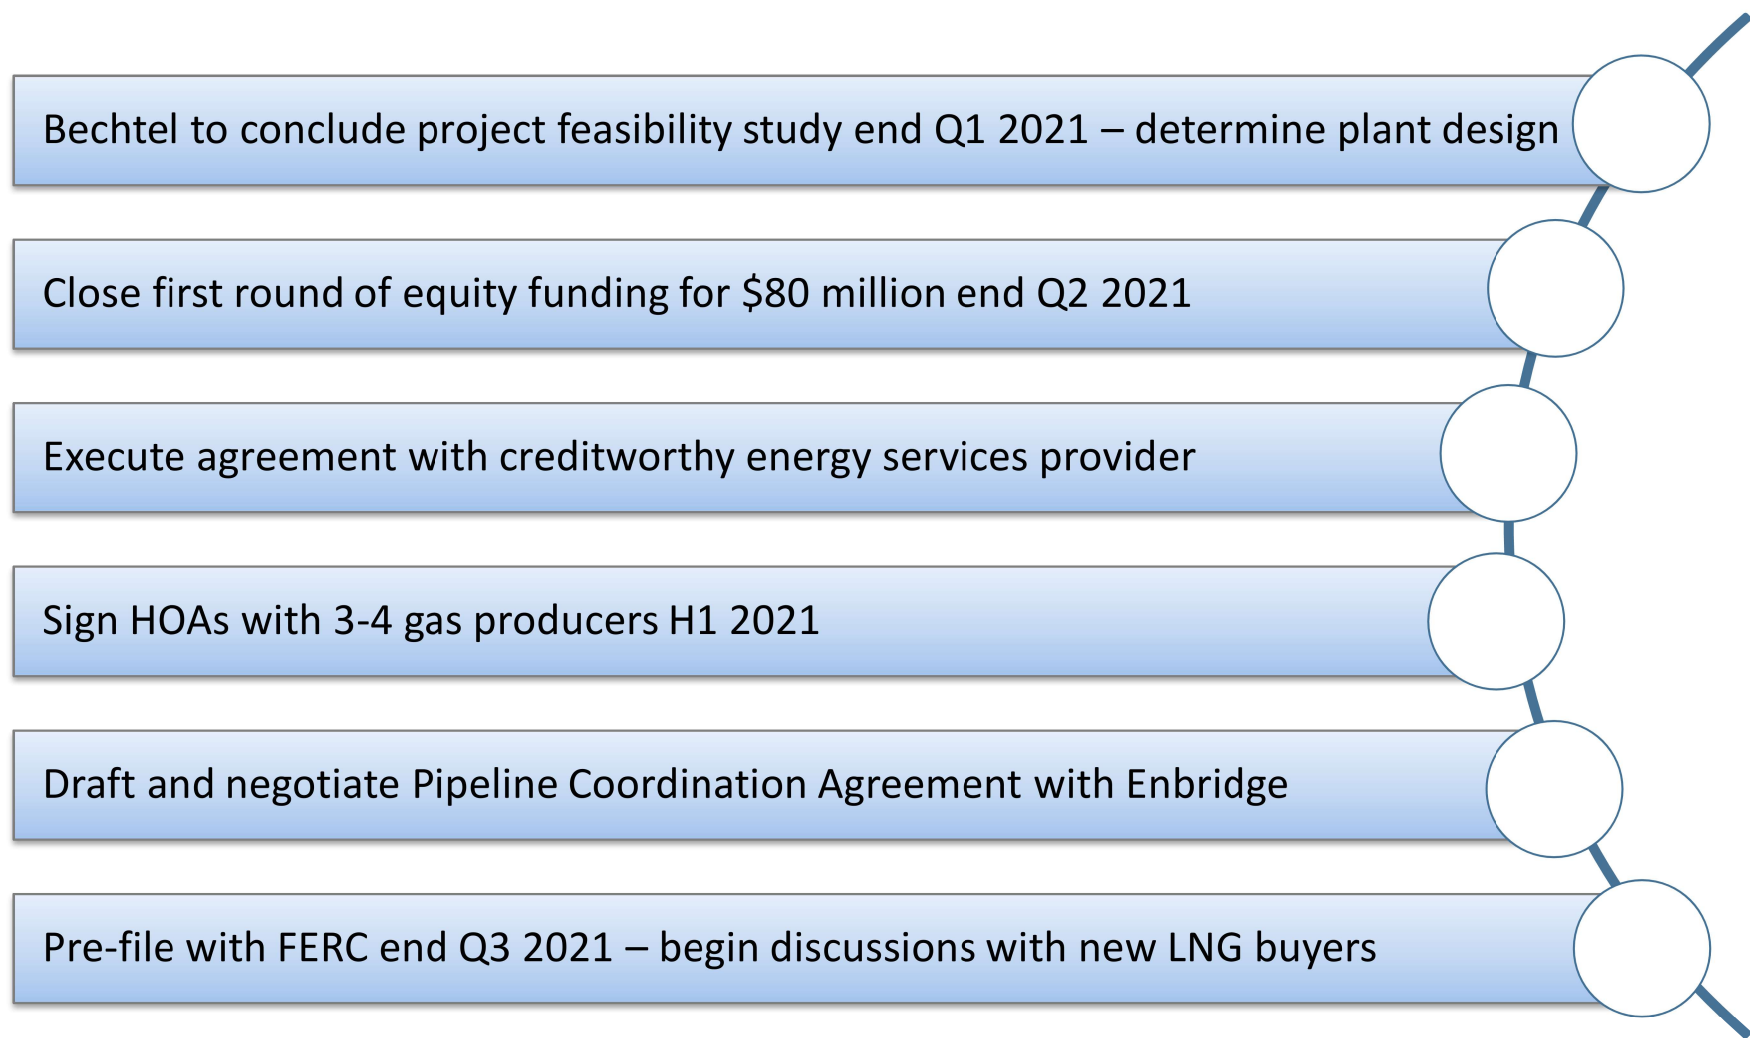 Bechtel to conclude project feasibility study end Q1 2021 – determine plant design
Close first round of equity funding for $80 million end Q2 2021
Execute agreement with creditworthy energy services provider
Sign HOAs with 3-4 gas producers H1 2021
Draft and negotiate Pipeline Coordination Agreement with Enbridge
Pre-file with FERC end Q3 2021 – begin discussions with new LNG buyers